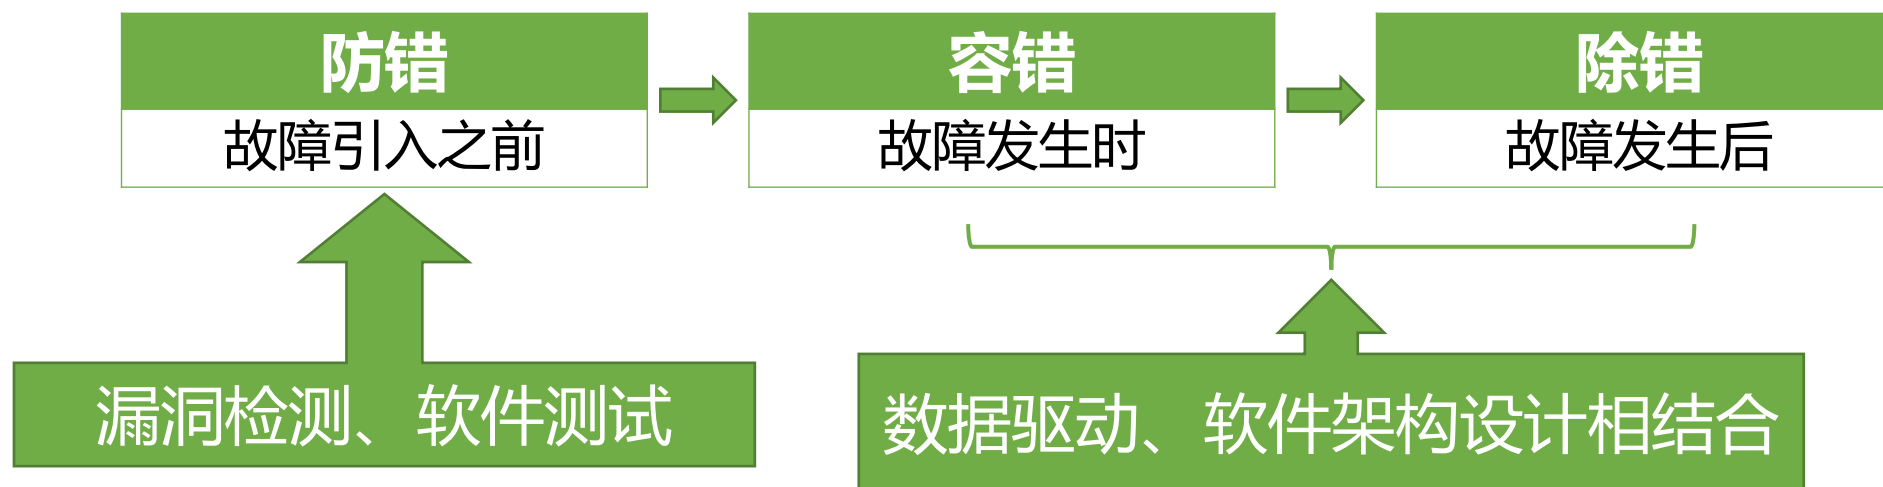 防错
故障引入之前
容错
故障发生时
除错
故障发生后
漏洞检测、软件测试
数据驱动、软件架构设计相结合